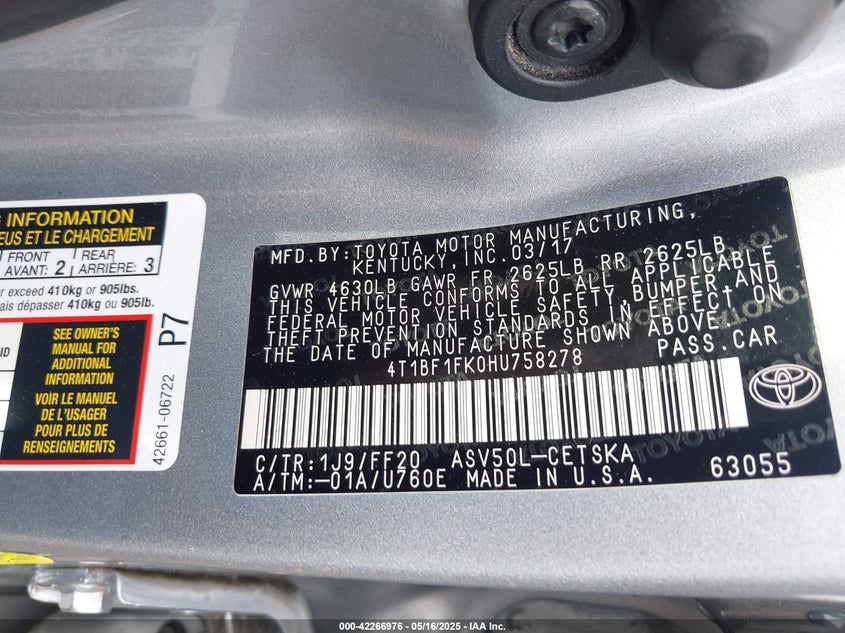 G INFORMATION
EUS ET LE CHARGEMENT
FRONT
AVANT: 2
REAR
ARRIÈRE: 3
exceed 410kg or 905lbs.
ais dépasser 410kg ou 905lb.
SEE OWNER'S
MANUAL FOR
ADDITIONAL
INFORMATION
VOIR LE MANUEL
DE L'USAGER
POUR PLUS DE
RENSEIGNEMENTS
P7
42661-06722
MFD.BY:TOYOTA MOTOR MANUFACTURING,
KENTUCKY, INC. 03/17
GVWR 4630LB GAWR FR 2625LB RR 2625LB
THIS VEHICLE CONFORMS TO ALL APPLICABLE
FEDERAL MOTOR VEHICLE SAFETY,BUMPER,AND
THEFT PREVENTION STANDARDS IN EFFECT ON
THE DATE OF MANUFACTURE SHOWN ABOVE.
4T1BF1FK0HU758278 PASS.CAR
C/TR:1J9/FF20 ASV50L-CETSKA
A/TM:-01A/U760E MADE IN U.S.A. 63055
TOYOTA
000-42266976 - 05/16/2025 - IAA Inc.